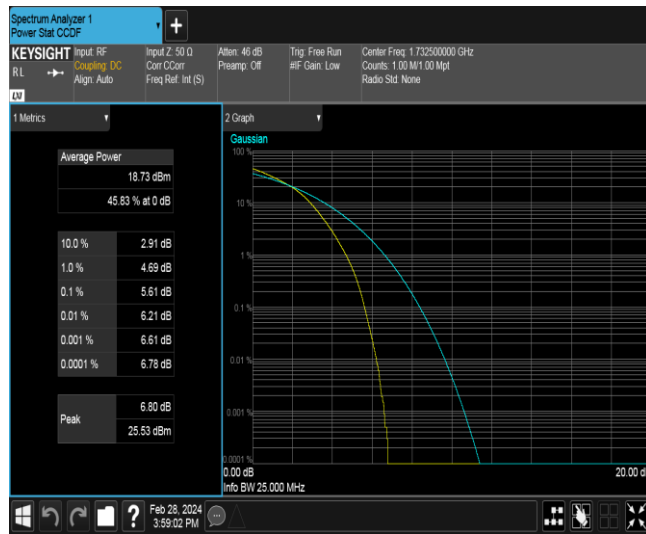 Spectrum Analyzer 1
Power Stat CCDF
+
KEYSIGHT
Input: RF
Coupling: DC
Align: Auto
Input Z: 50 Ω
Corr CCorr
Freq Ref: Int (S)
Atten: 46 dB
Preamp: Off
Trig: Free Run
#IF Gain: Low
Center Freq: 1.732500000 GHz
Counts: 1.00 M/1.00 Mpt
Radio Std: None
R L
LXI
1 Metrics
Average Power
18.73 dBm
45.83 % at 0 dB
10.0 % 2.91 dB
1.0 % 4.69 dB
0.1 % 5.61 dB
0.01 % 6.21 dB
0.001 % 6.61 dB
0.0001 % 6.78 dB
Peak
6.80 dB
25.53 dBm
2 Graph
Gaussian
100 %
10 %
1 %
0.1 %
0.01 %
0.001 %
0.0001 %
0.00 dB
20.00 d
Info BW 25.000 MHz
?
Feb 28, 2024
3:59:02 PM